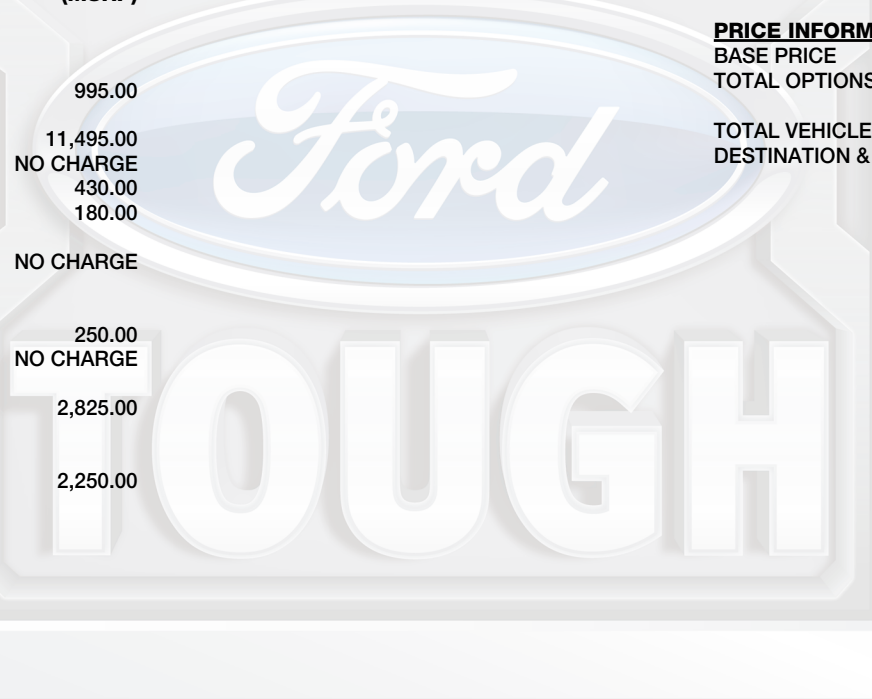 (MSRP)
995.00
11,495.00
NO CHARGE
430.00
180.00
NO CHARGE
250.00
NO CHARGE
2,825.00
2,250.00
PRICE INFORM
BASE PRICE
TOTAL OPTIONS
TOTAL VEHICLE
DESTINATION &
Ford
TOUGH